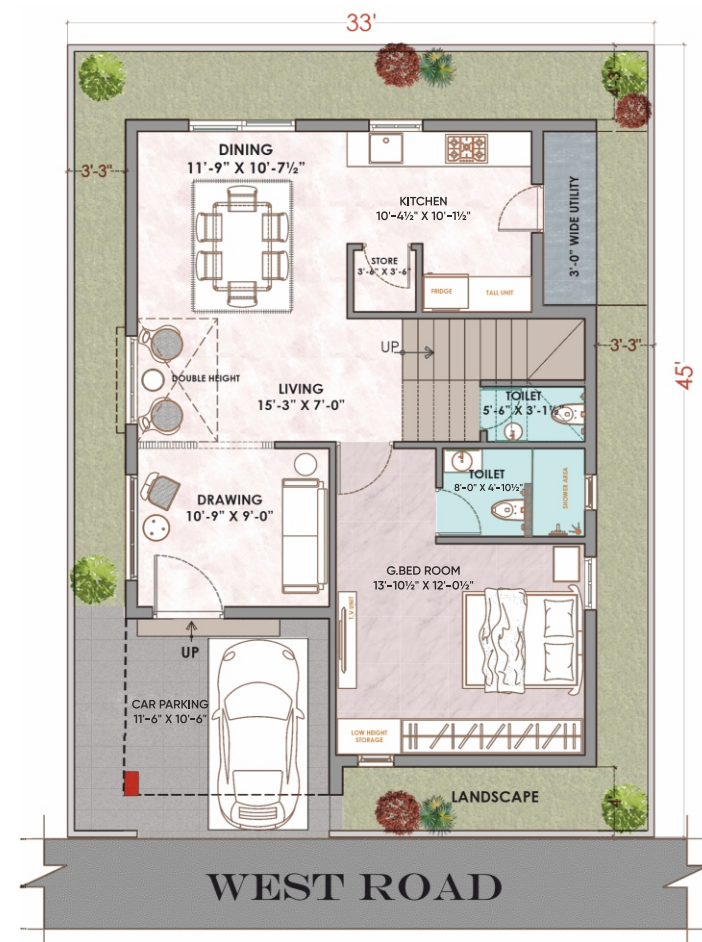 33'
4'-3"
DINING
11'-9" X 10'-7½"
3'-3"
KITCHEN
10'-4½" X 10'-1½"
3'-0" WIDE UTILITY
STORE
3'-6" X 3'-6"
FRIDGE
TALL UNIT
UP
3'-3"
45'
DOUBLE HEIGHT
LIVING
15'-3" X 7'-0"
TOILET
5'-6" X 3'-1½"
TOILET
8'-0" X 4'-10½"
SHOWER AREA
DRAWING
10'-9" X 9'-0"
G.BED ROOM
13'-10½" X 12'-0½"
T.V UNIT
UP
CAR PARKING
11'-6" X 10'-6"
LOW HEIGHT
STORAGE
LANDSCAPE
4'
WEST ROAD